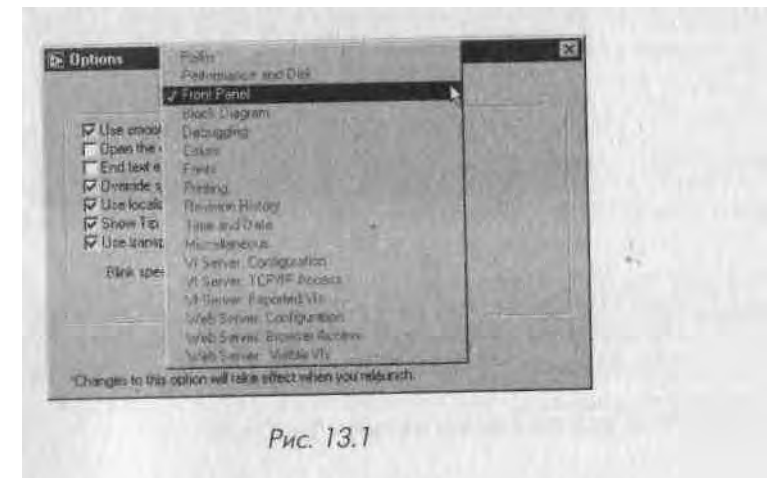 Options
Paths
Performance and Disk
Front Panel
Block Diagram
Debugging
Colors
Fonts
Printing
Revision History
Time and Date
Miscellaneous
VI Server: Configuration
VI Server: TCP/IP Access
VI Server: Exported VIs
Web Server: Configuration
Web Server: Browser Access
Web Server: Visible VIs
Use smoot
Open the
End text e
Override s
Use locali
Show Tip
Use transp
Blink spee
*Changes to this option will take effect when you relaunch.
Рис. 13.1